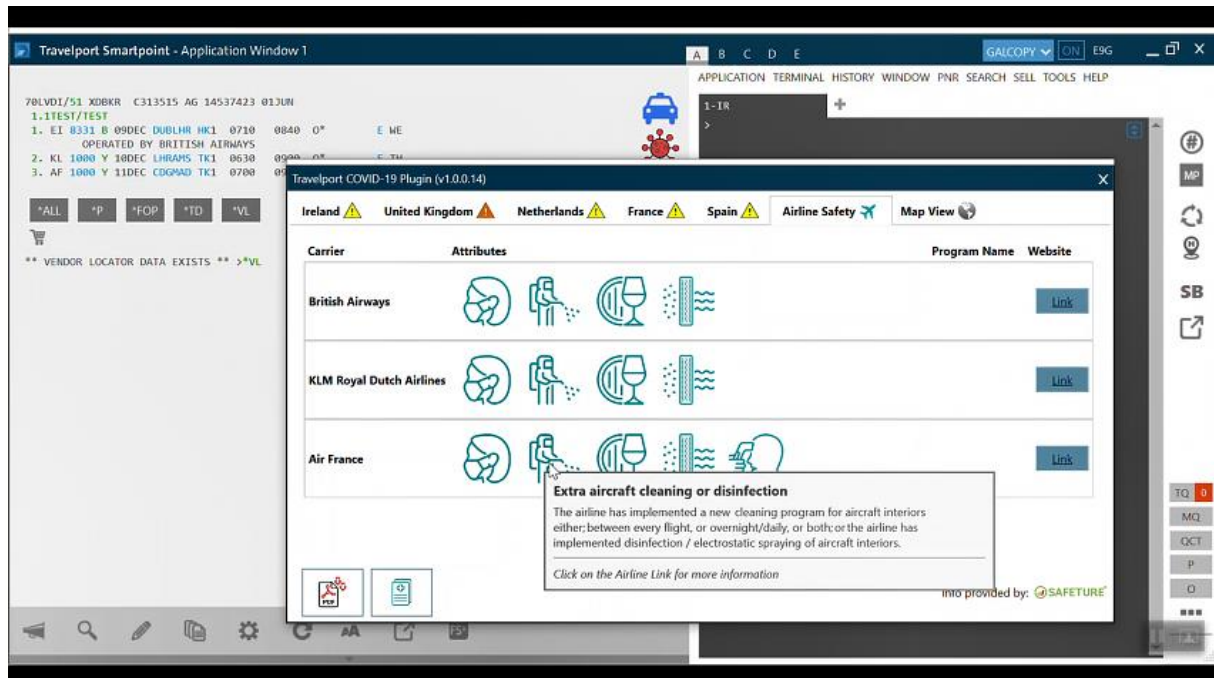 Travelport Smartpoint - Application Window 1
A B C D E
GALCOPY ON E9G
APPLICATION TERMINAL HISTORY WINDOW PNR SEARCH SELL TOOLS HELP
1-IR
>
70LVDI/51 XDBKR C313515 AG 14537423 01JUN
1.1TEST/TEST
1. EI 8331 B 09DEC DUBLHR HK1 0710 0840 O* E WE
OPERATED BY BRITISH AIRWAYS
2. KL 1000 Y 10DEC LHRAMS TK1 0630 0900 O* E TH
3. AF 1000 Y 11DEC CDGMAD TK1 0700
*ALL *P *FOP *TD *VL
** VENDOR LOCATOR DATA EXISTS ** >*VL
Travelport COVID-19 Plugin (v1.0.0.14) X
Ireland United Kingdom Netherlands France Spain Airline Safety Map View
Carrier Attributes Program Name Website
British Airways Link
KLM Royal Dutch Airlines Link
Air France Link
Extra aircraft cleaning or disinfection
The airline has implemented a new cleaning program for aircraft interiors
either; between every flight, or overnight/daily, or both; or the airline has
implemented disinfection / electrostatic spraying of aircraft interiors.
Click on the Airline Link for more information
PDF
Info provided by: SAFETURE
#
MP
H
SB
TQ 0
MQ
QCT
P
O
AA
FS+